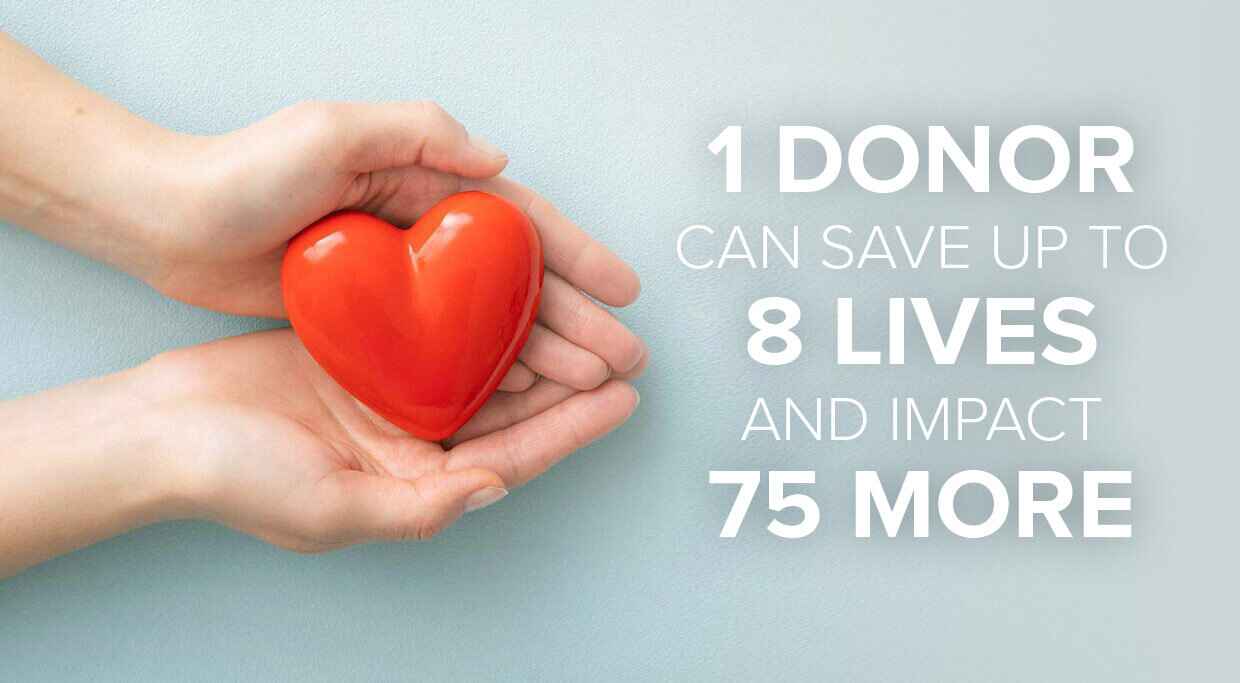 1 DONOR
CAN SAVE UP TO
8 LIVES
AND IMPACT
75 MORE